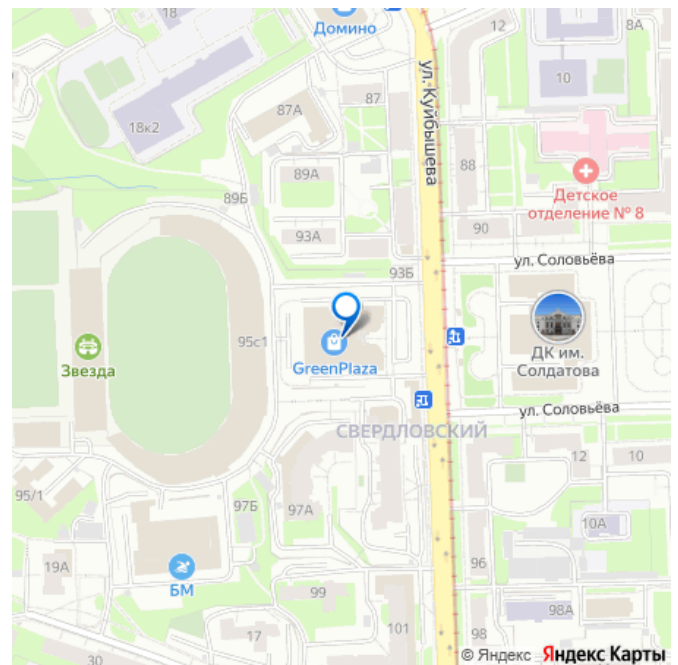 18
Домино
12
8А
10
18к2
87А
87
ул. Куйбышева
88
Детское
отделение № 8
89А
89Б
90
93А
93Б
ул. Соловьёва
95с1
GreenPlaza
Звезда
ДК им.
Солдатова
ул. Соловьёва
СВЕРДЛОВСКИЙ
12
10
95/1
97Б
97А
10А
19А
БМ
99
96
98А
17
101
98
30
© Яндекс Яндекс Карты